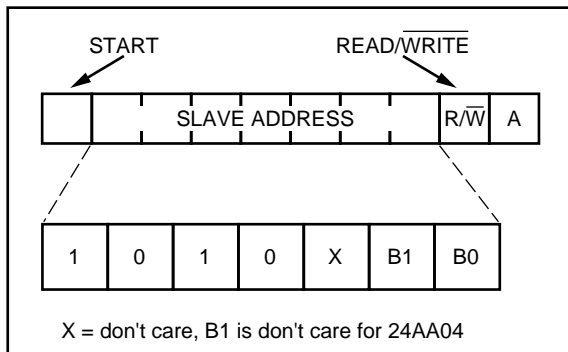 START READ/WRITE
SLAVE ADDRESS R/W A
1 0 1 0 X B1 B0
X = don't care, B1 is don't care for 24AA04